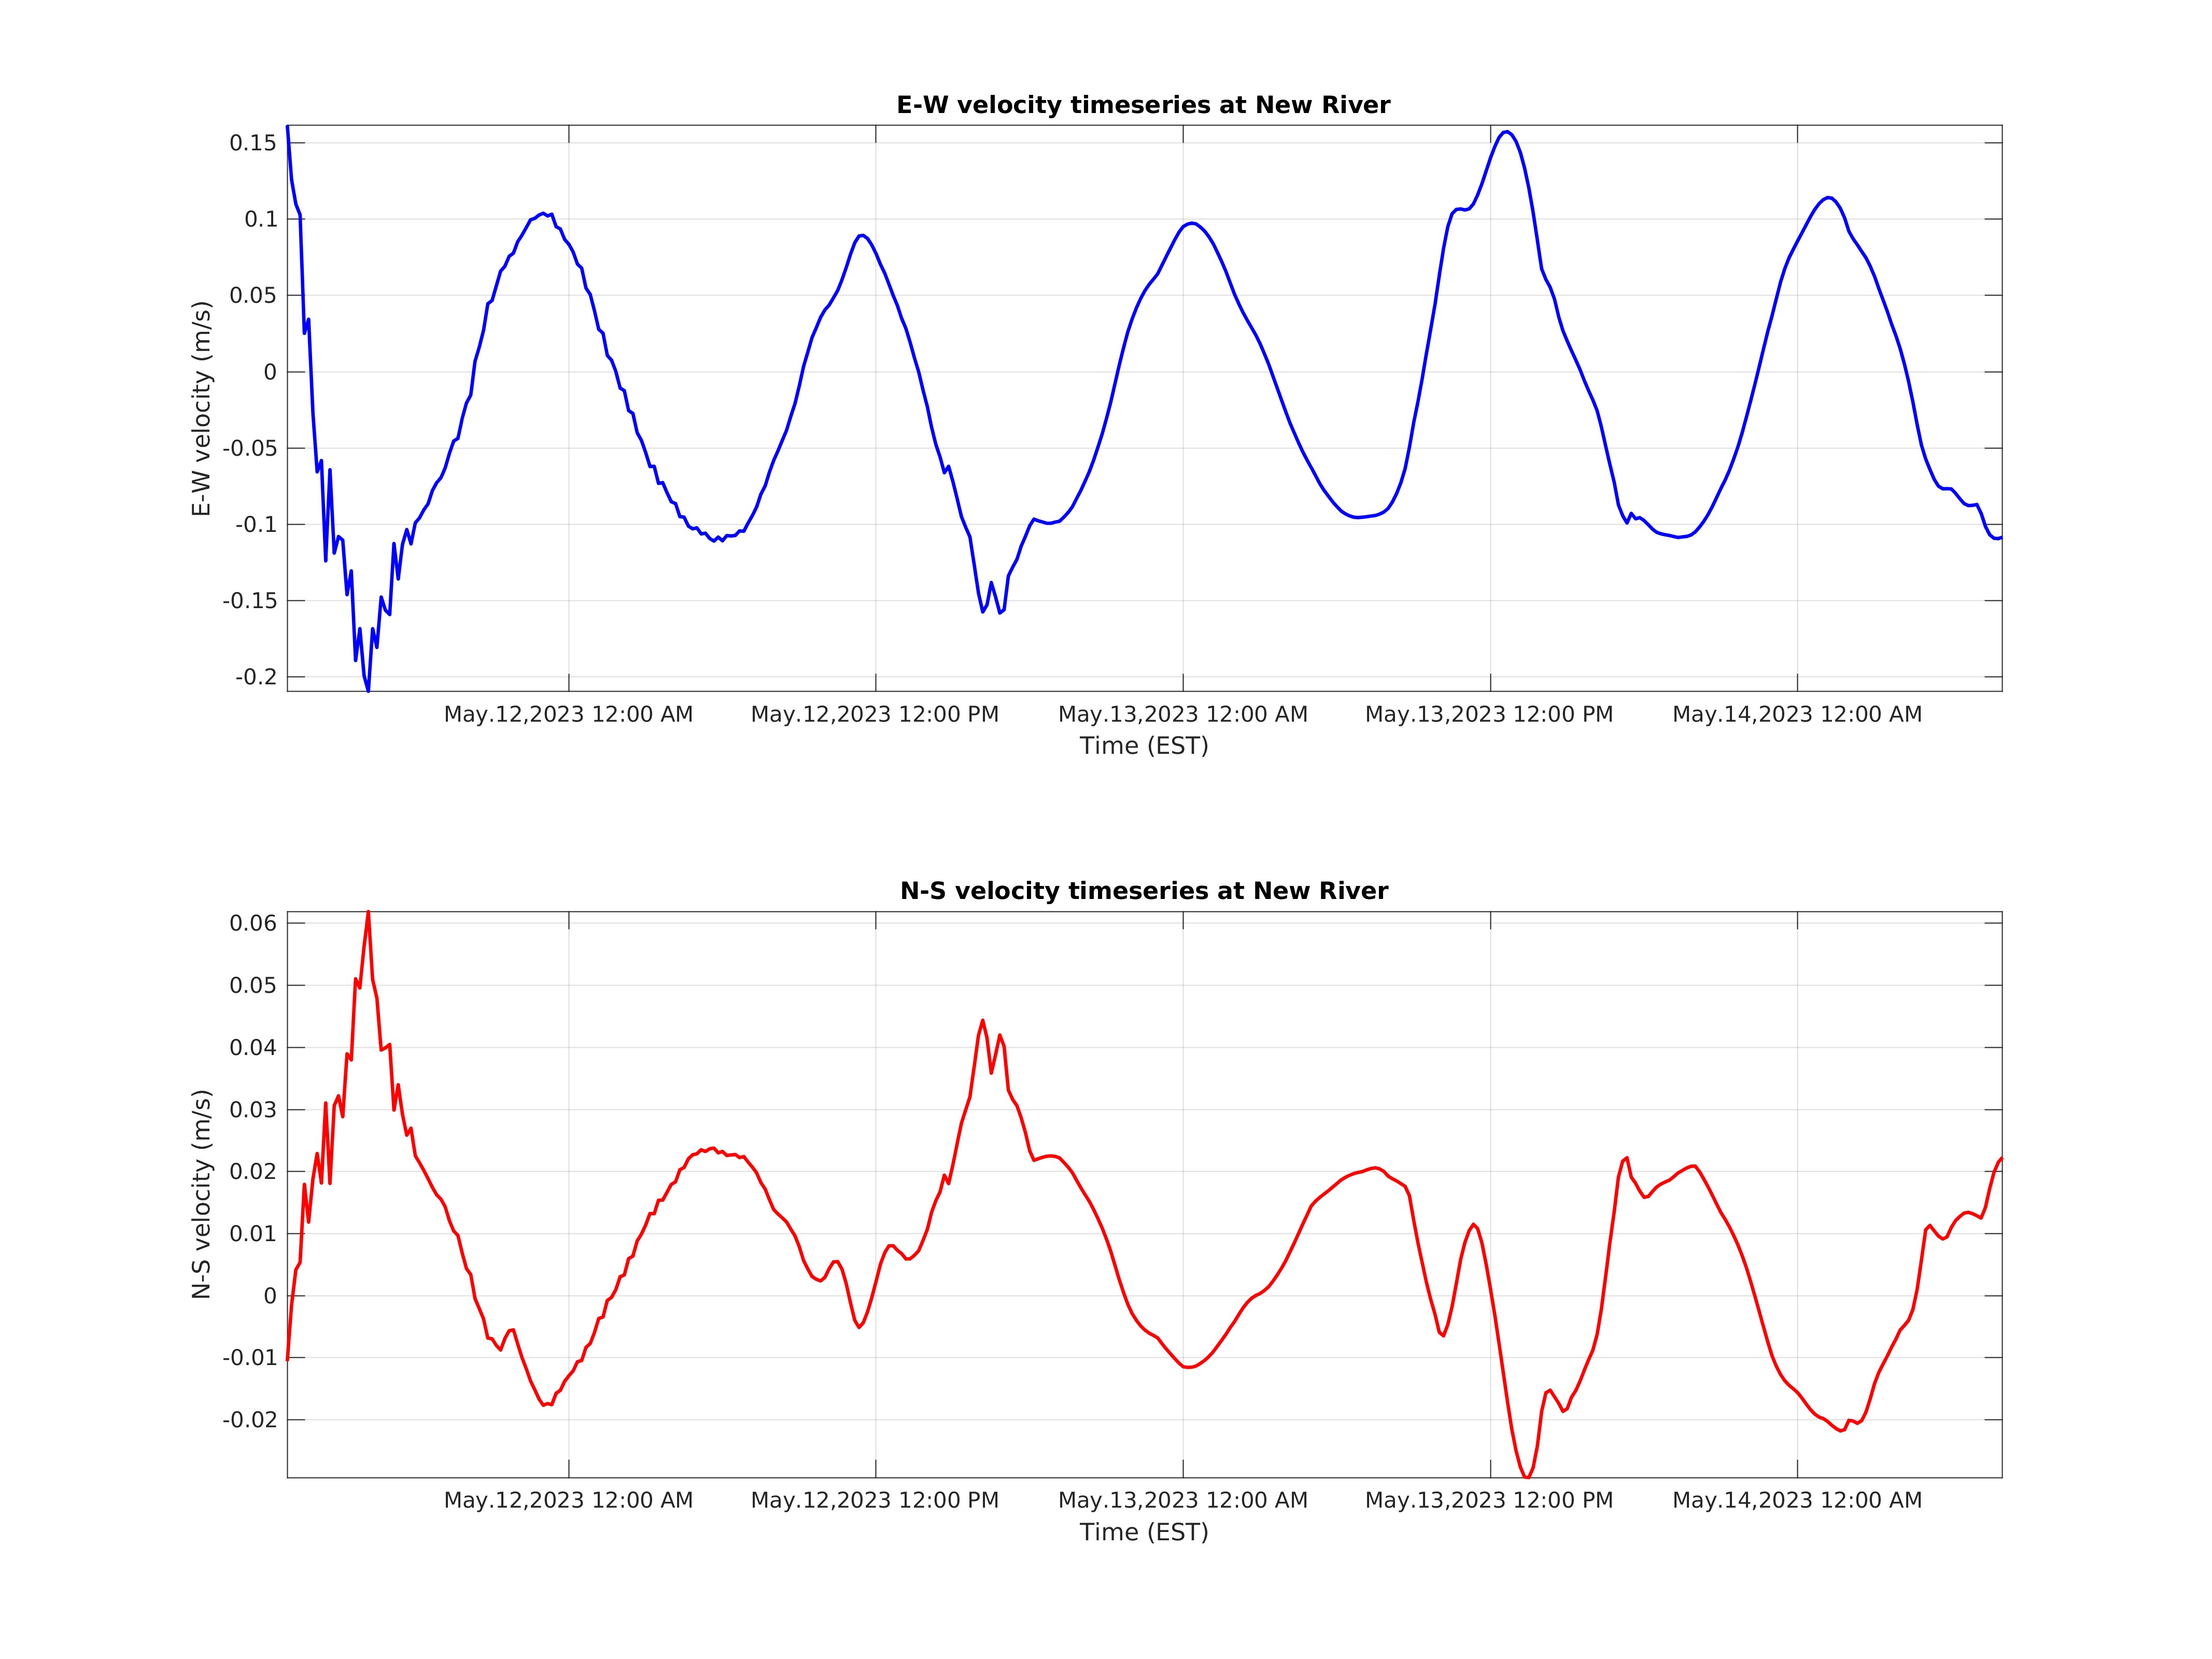 E-W velocity timeseries at New River
0.15
0.1
0.05
0
-0.05
-0.1
-0.15
-0.2
E-W velocity (m/s)
May.12,2023 12:00 AM May.12,2023 12:00 PM May.13,2023 12:00 AM May.13,2023 12:00 PM May.14,2023 12:00 AM
Time (EST)
N-S velocity timeseries at New River
0.06
0.05
0.04
0.03
0.02
0.01
0
-0.01
-0.02
N-S velocity (m/s)
May.12,2023 12:00 AM May.12,2023 12:00 PM May.13,2023 12:00 AM May.13,2023 12:00 PM May.14,2023 12:00 AM
Time (EST)